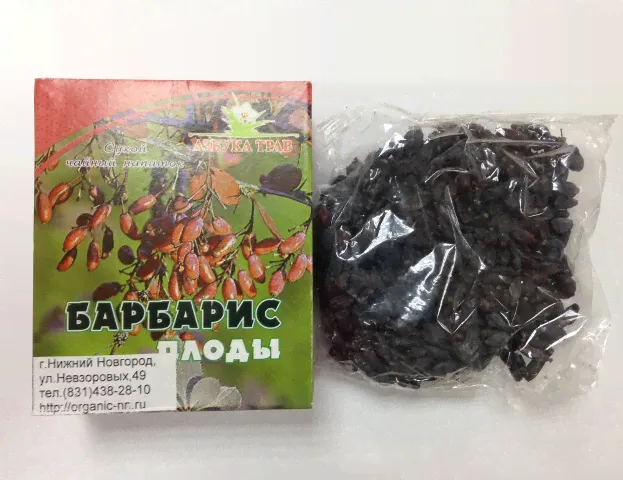 АЗБУКА ТРАВ
Сухой
чайный напиток
БАРБАРИС
ПЛОДЫ
г.Нижний Новгород,
ул.Невзоровых,49
тел.(831)438-28-10
http://organic-nn.ru